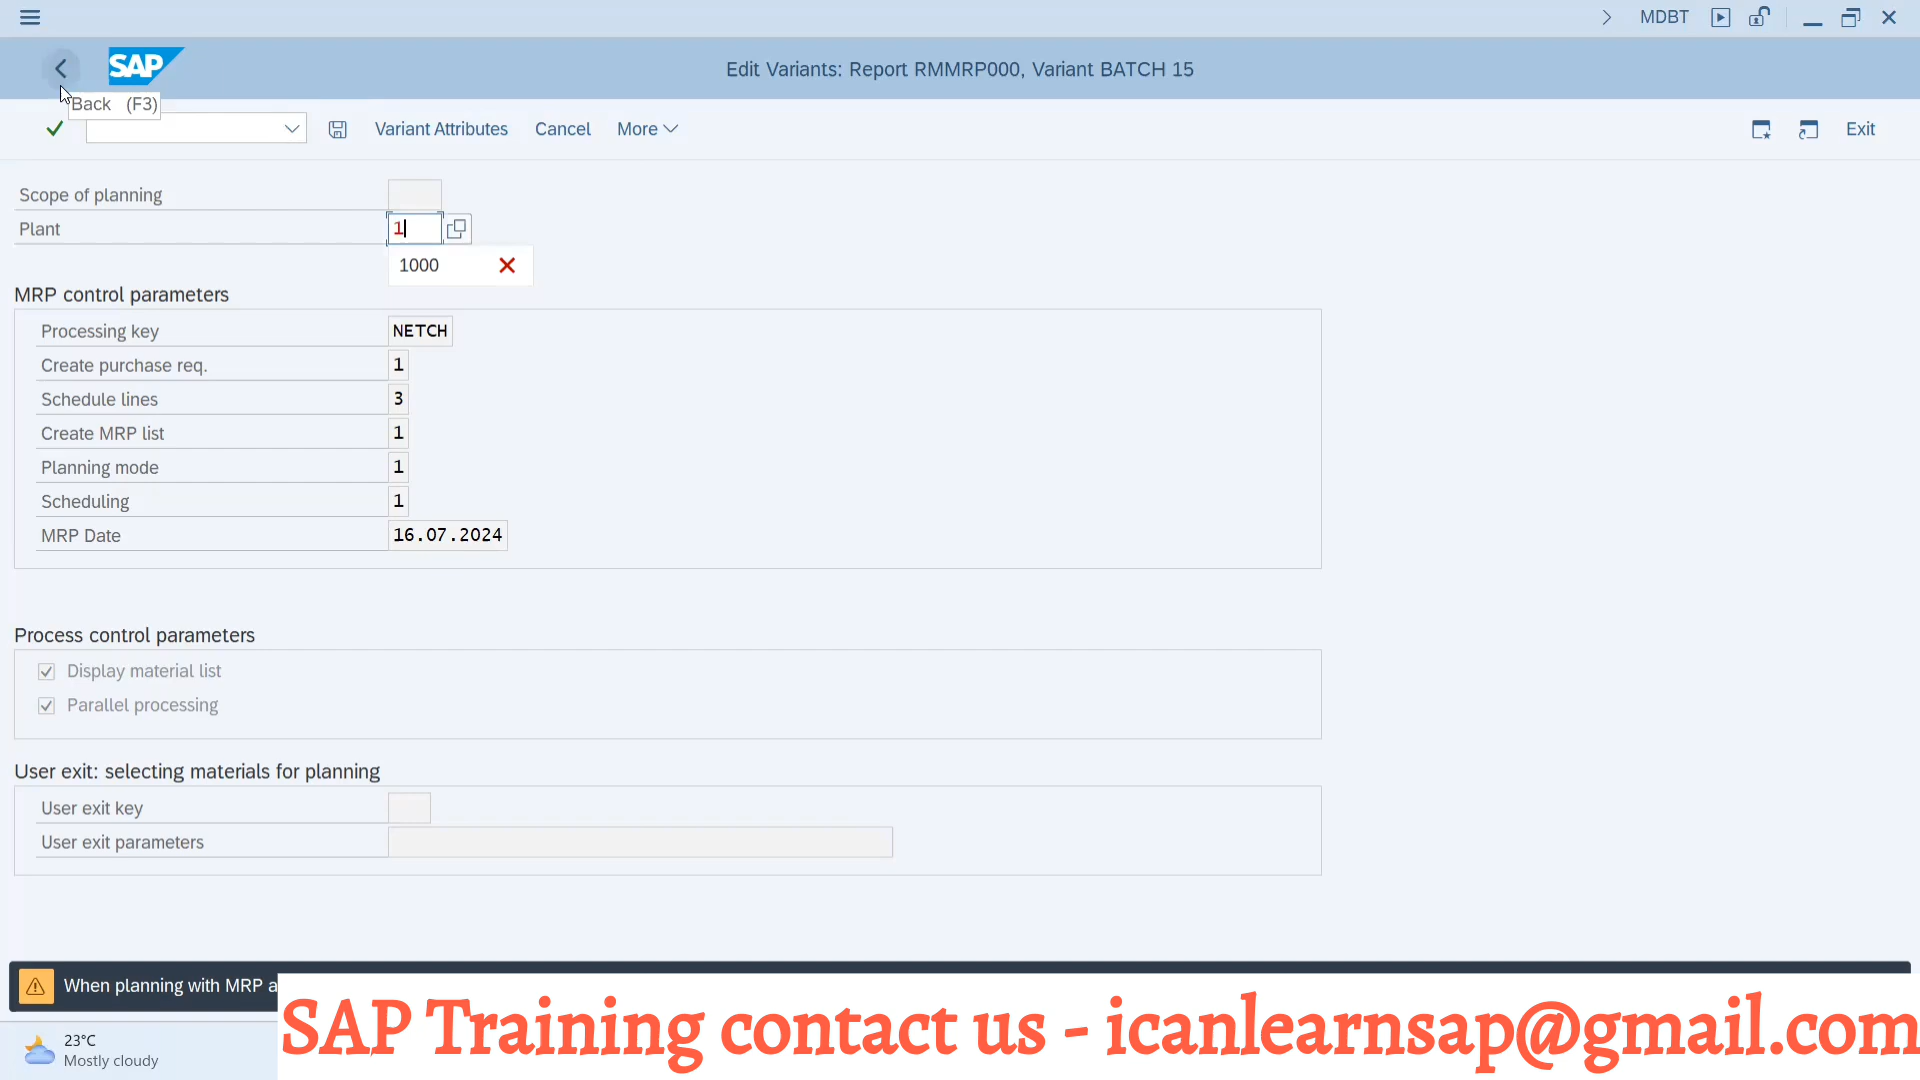 MDBT
SAP
Edit Variants: Report RMMRP000, Variant BATCH 15
Back (F3)
Variant Attributes
Cancel
More
Exit
Scope of planning
Plant
1
1000
MRP control parameters
Processing key
NETCH
Create purchase req.
1
Schedule lines
3
Create MRP list
1
Planning mode
1
Scheduling
1
MRP Date
16.07.2024
Process control parameters
Display material list
Parallel processing
User exit: selecting materials for planning
User exit key
User exit parameters
When planning with MRP a
SAP Training contact us - icanlearnsap@gmail.com
23°C
Mostly cloudy